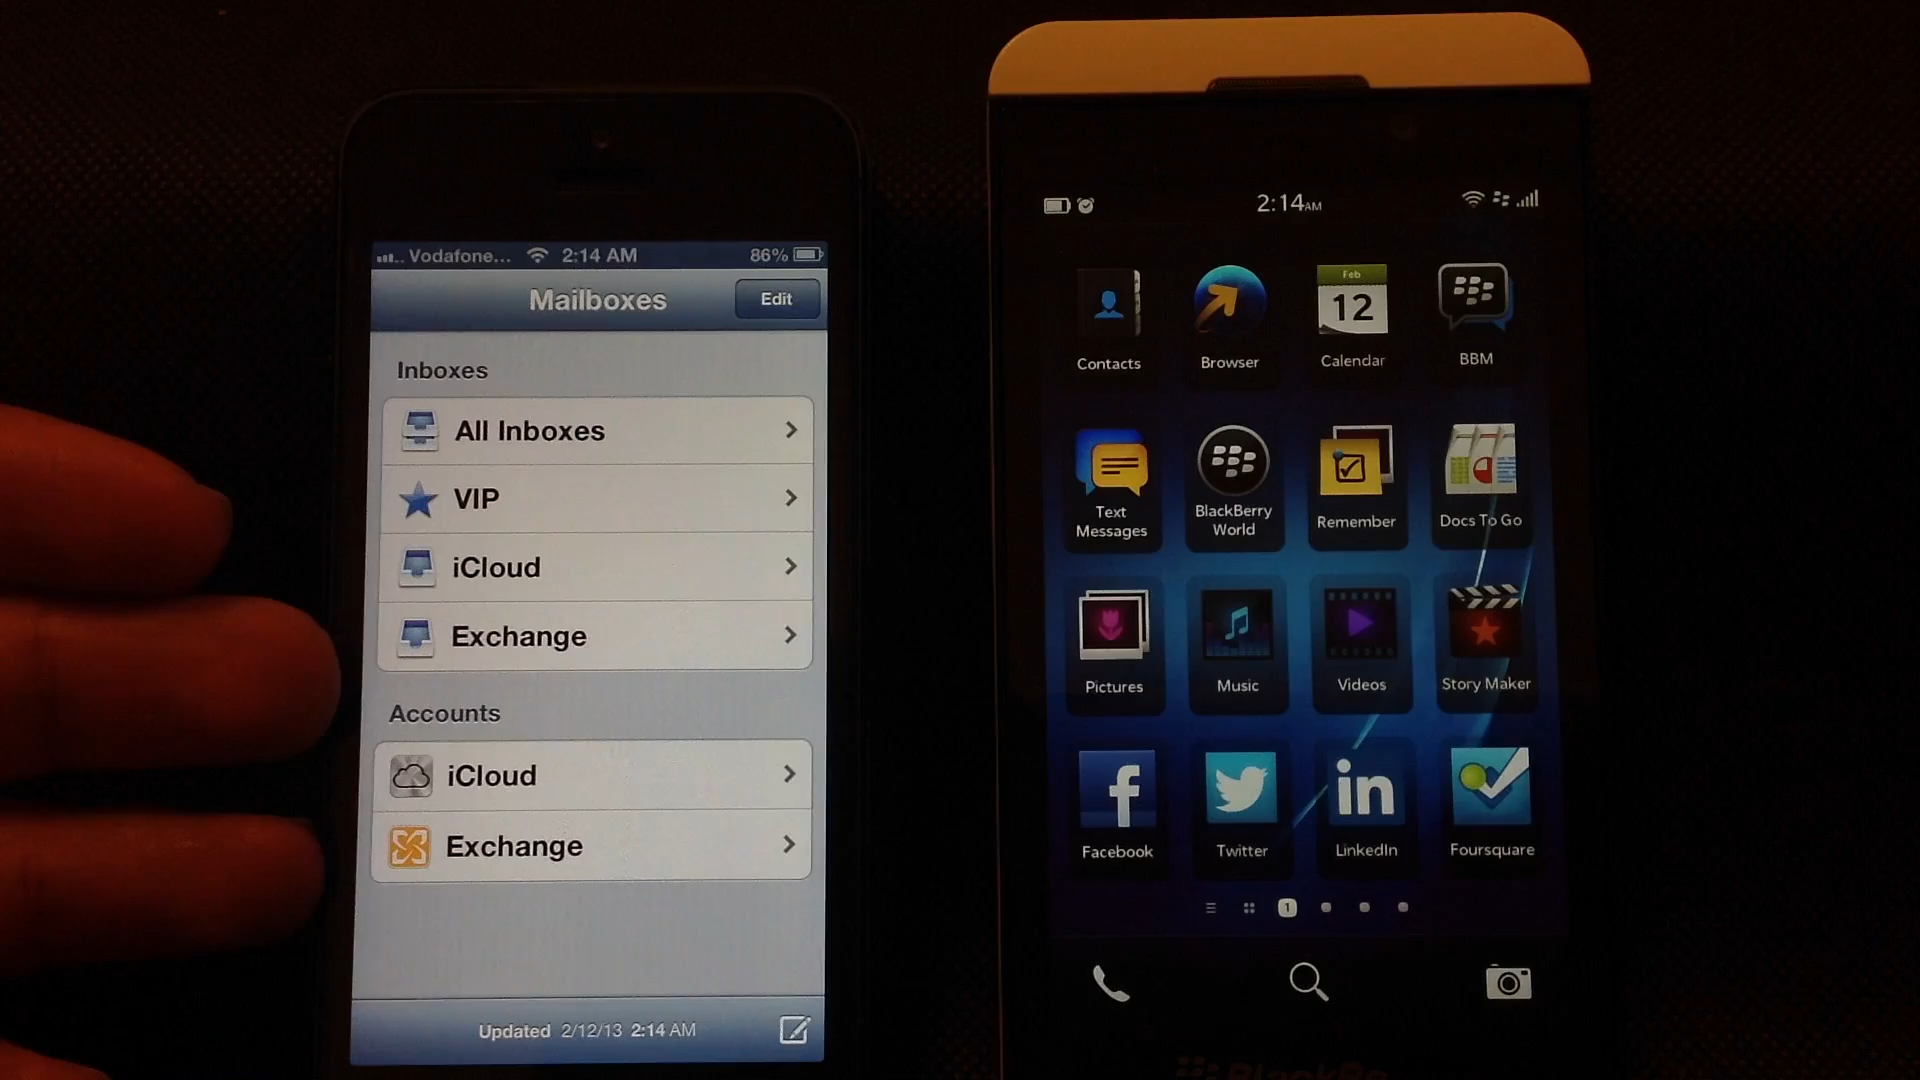 Vodafone... 2:14 AM 86%
Mailboxes
Edit
Inboxes
All Inboxes
VIP
iCloud
Exchange
Accounts
iCloud
Exchange
Updated 2/12/13 2:14 AM
2:14AM
Feb
12
Contacts
Browser
Calendar
BBM
Text
Messages
BlackBerry
World
Remember
Docs To Go
Pictures
Music
Videos
Story Maker
f
in
Facebook
Twitter
LinkedIn
Foursquare
1